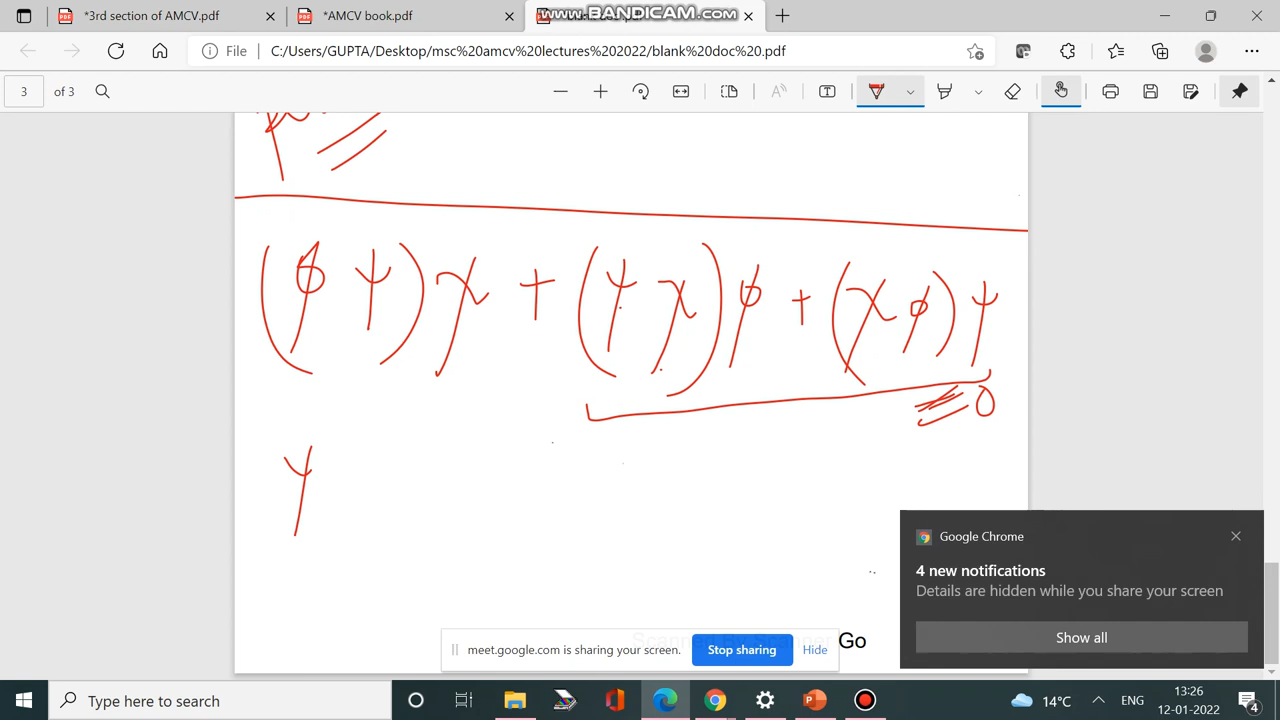 *3rd section of AMCV.pdf
*AMCV book.pdf
www.BANDICAM.com
File
C:/Users/GUPTA/Desktop/msc%20amcv%20lectures%202022/blank%20doc%20.pdf
3 of 3
(ϕ ψ)χ + (ψ χ)ϕ + (χ ϕ)ψ
0
ψ
Google Chrome
4 new notifications
Details are hidden while you share your screen
Show all
Go
meet.google.com is sharing your screen.
Stop sharing
Hide
Type here to search
14°C
ENG
13:26
12-01-2022
4